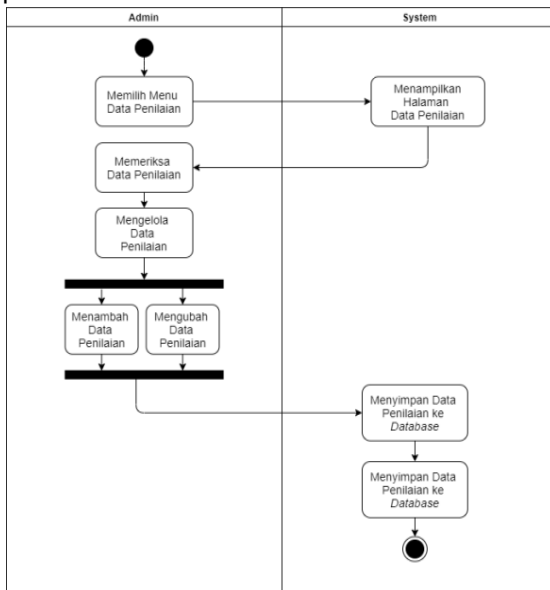 Admin
System
Memilih Menu
Data Penilaian
Menampilkan
Halaman
Data Penilaian
Memeriksa
Data Penilaian
Mengelola
Data
Penilaian
Menambah
Data
Penilaian
Mengubah
Data
Penilaian
Menyimpan Data
Penilaian ke
Database
Menyimpan Data
Penilaian ke
Database